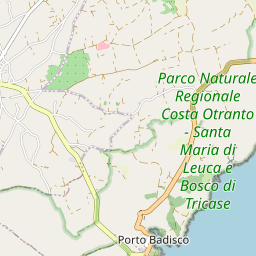 Parco Naturale
Regionale
Costa Otranto
Santa
Maria di
Leuca e
Bosco di
Tricase
Porto Badisco